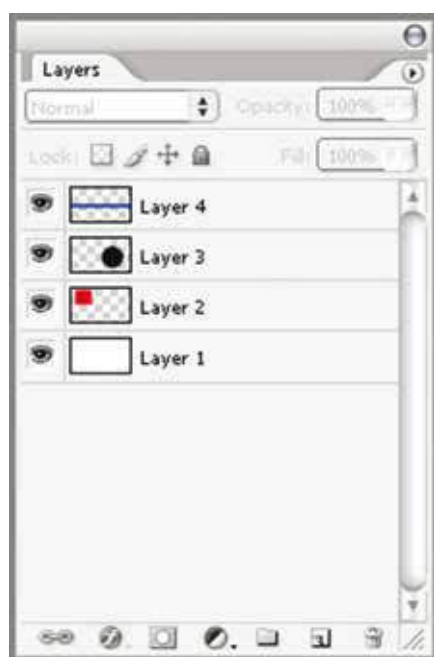 Layers
Normal Opacity: 100%
Lock: Fill: 100%
Layer 4
Layer 3
Layer 2
Layer 1